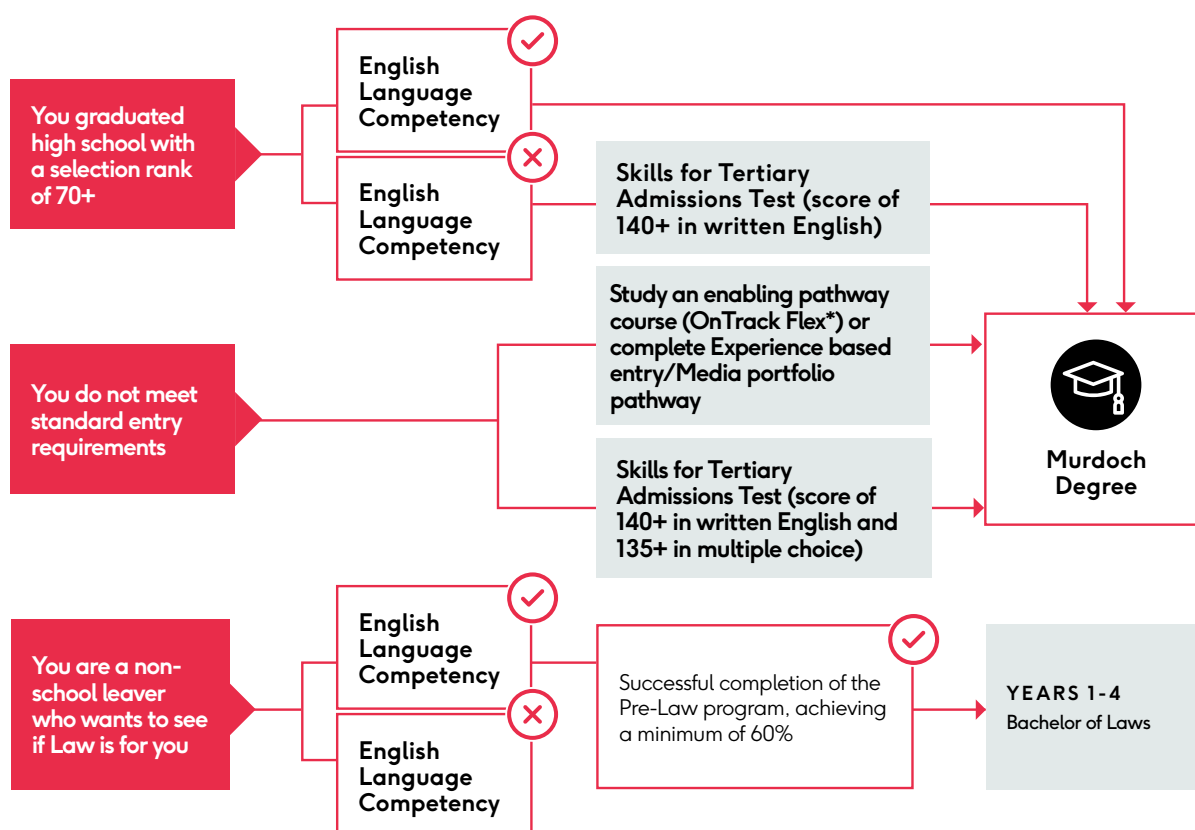 You graduated
high school with
a selection rank
of 70+
English
Language
Competency
English
Language
Competency
Skills for Tertiary
Admissions Test (score of
140+ in written English)
You do not meet
standard entry
requirements
Study an enabling pathway
course (OnTrack Flex*) or
complete Experience based
entry/Media portfolio
pathway
Skills for Tertiary
Admissions Test (score of
140+ in written English and
135+ in multiple choice)
Murdoch
Degree
You are a non-
school leaver
who wants to see
if Law is for you
English
Language
Competency
English
Language
Competency
Successful completion of the
Pre-Law program, achieving
a minimum of 60%
YEARS 1-4
Bachelor of Laws